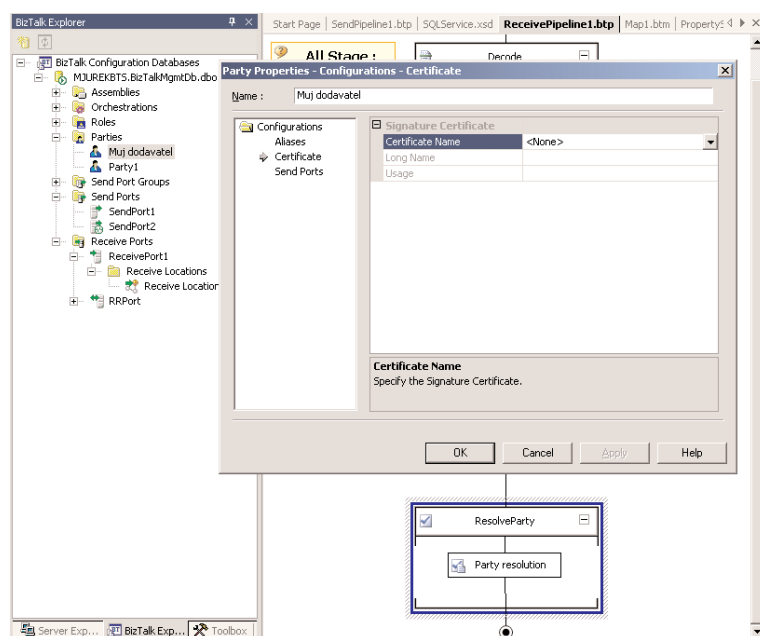 BizTalk Explorer
BizTalk Configuration Databases
MJUREKBTS.BizTalkMgmtDb.dbo
Assemblies
Orchestrations
Roles
Parties
Muj dodavatel
Party1
Send Port Groups
Send Ports
SendPort1
SendPort2
Receive Ports
ReceivePort1
Receive Locations
Receive Location
RRPort
Server Exp... BizTalk Exp... Toolbox
Start Page SendPipeline1.btp SQLService.xsd ReceivePipeline1.btp Map1.btm PropertyS
All Stage : Decode
Party Properties - Configurations - Certificate
Name : Muj dodavatel
Configurations
Aliases
Certificate
Send Ports
Signature Certificate
Certificate Name <None>
Long Name
Usage
Certificate Name
Specify the Signature Certificate.
OK Cancel Apply Help
ResolveParty
Party resolution